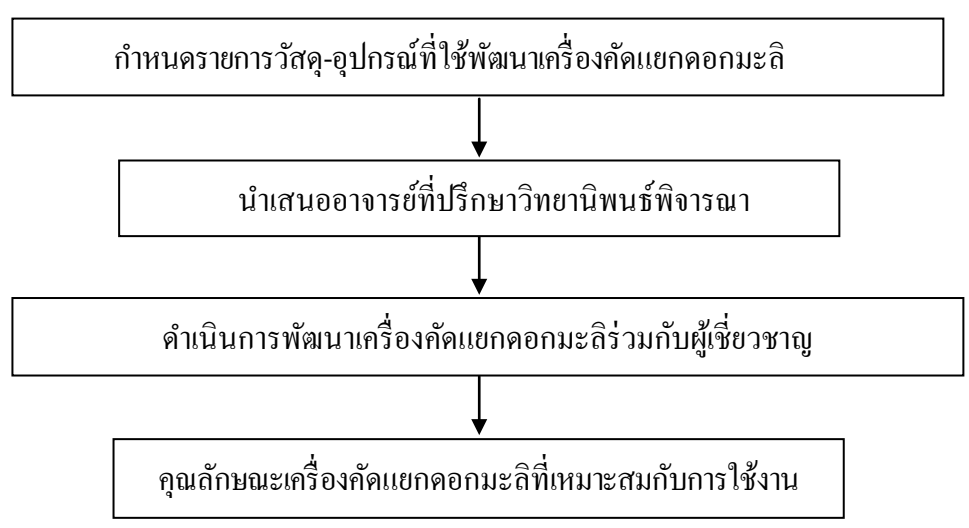 กำหนดรายการวัสดุ-อุปกรณ์ที่ใช้พัฒนาเครื่องคัดแยกดอกมะลิ
นำเสนออาจารย์ที่ปรึกษาวิทยานิพนธ์พิจารณา
ดำเนินการพัฒนาเครื่องคัดแยกดอกมะลิร่วมกับผู้เชี่ยวชาญ
คุณลักษณะเครื่องคัดแยกดอกมะลิที่เหมาะสมกับการใช้งาน